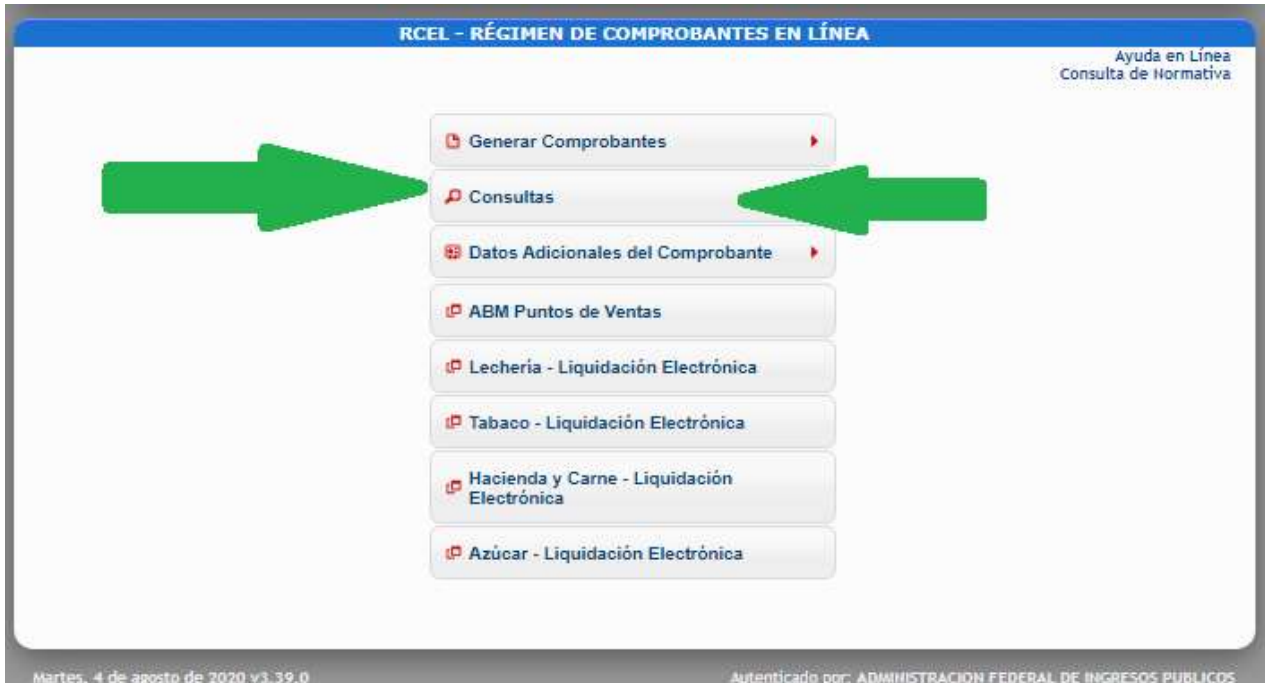 RCEL - RÉGIMEN DE COMPROBANTES EN LÍNEA
Ayuda en Línea
Consulta de Normativa
Generar Comprobantes
Consultas
Datos Adicionales del Comprobante
ABM Puntos de Ventas
Lechería - Liquidación Electrónica
Tabaco - Liquidación Electrónica
Hacienda y Carne - Liquidación
Electrónica
Azúcar - Liquidación Electrónica
Martes, 4 de agosto de 2020 v3.39.0
Autenticado por: ADMINISTRACION FEDERAL DE INGRESOS PUBLICOS